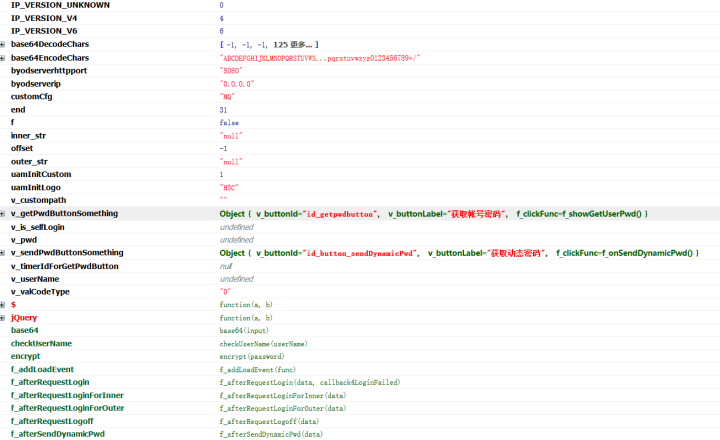 IP_VERSION_UNKNOWN 0
IP_VERSION_V4 4
IP_VERSION_V6 6
base64DecodeChars [ -1, -1, -1, 125 更多... ]
base64EncodeChars "ABCDEFGHIJKLMNOPQRSTUVWX...pqrstuvwxyz0123456789+/"
byodserverhttpport "8080"
byodserverip "0.0.0.0"
customCfg "MQ"
end 31
f false
inner_str "null"
offset -1
outer_str "null"
uamInitCustom 1
uamInitLogo "H3C"
v_custompath ""
v_getPwdButtonSomething Object { v_buttonId="id_getpwdbutton", v_buttonLabel="获取帐号密码", f_clickFunc=f_showGetUserPwd() }
v_is_selfLogin undefined
v_pwd undefined
v_sendPwdButtonSomething Object { v_buttonId="id_button_sendDynamicPwd", v_buttonLabel="获取动态密码", f_clickFunc=f_onSendDynamicPwd() }
v_timerIdForGetPwdButton null
v_userName undefined
v_valCodeType "0"
$ function(a, b)
jQuery function(a, b)
base64 base64(input)
checkUserName checkUserName(userName)
encrypt encrypt(password)
f_addLoadEvent f_addLoadEvent(func)
f_afterRequestLogin f_afterRequestLogin(data, callback4LoginFailed)
f_afterRequestLoginForInner f_afterRequestLoginForInner(data)
f_afterRequestLoginForOuter f_afterRequestLoginForOuter(data)
f_afterRequestLogoff f_afterRequestLogoff(data)
f_afterSendDynamicPwd f_afterSendDynamicPwd(data)